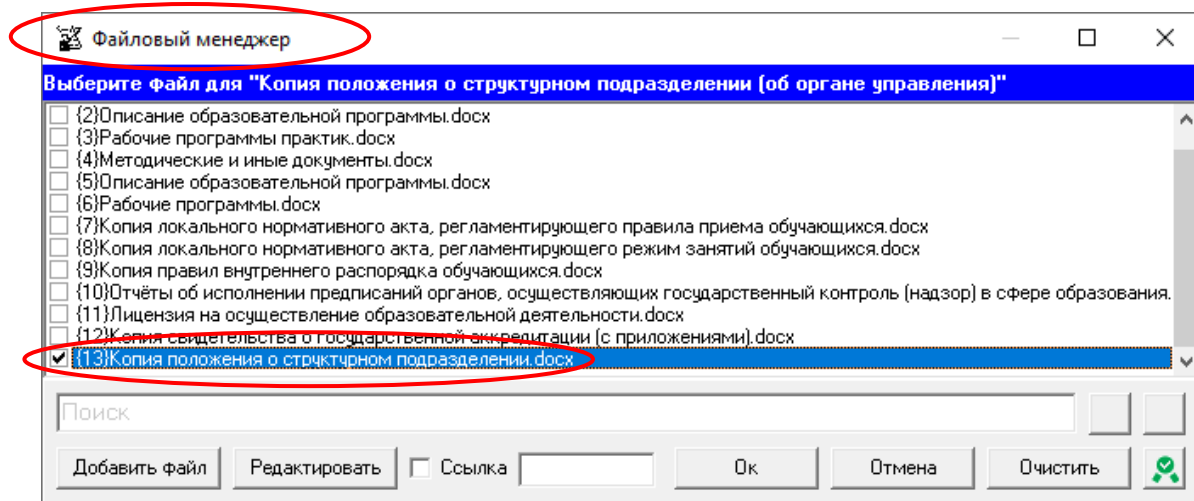 Файловый менеджер
Выберите файл для "Копия положения о структурном подразделении (об органе управления)"
{2}Описание образовательной программы.docx
{3}Рабочие программы практик.docx
{4}Методические и иные документы.docx
{5}Описание образовательной программы.docx
{6}Рабочие программы.docx
{7}Копия локального нормативного акта, регламентирующего правила приема обучающихся.docx
{8}Копия локального нормативного акта, регламентирующего режим занятий обучающихся.docx
{9}Копия правил внутреннего распорядка обучающихся.docx
{10}Отчёты об исполнении предписаний органов, осуществляющих государственный контроль (надзор) в сфере образования.
{11}Лицензия на осуществление образовательной деятельности.docx
{12}Копия свидетельства о государственной аккредитации (с приложениями).docx
{13}Копия положения о структурном подразделении.docx
Поиск
Добавить файл Редактировать Ссылка Ок Отмена Очистить